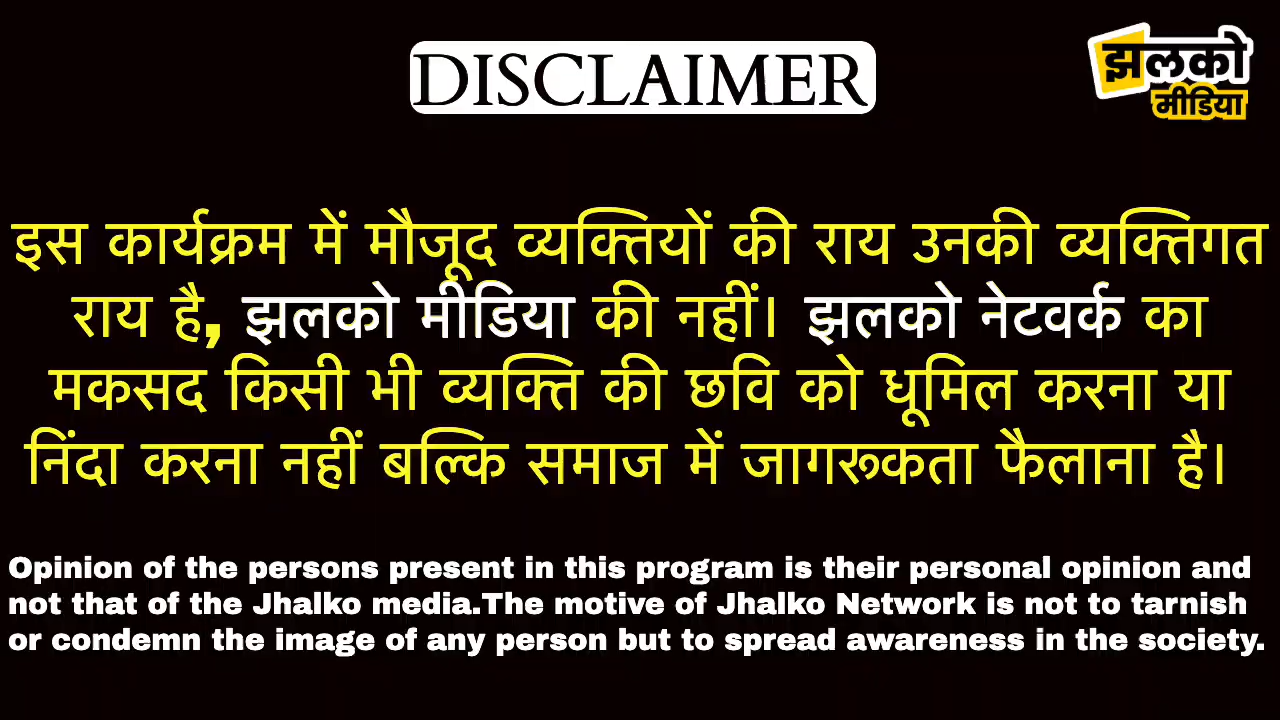 DISCLAIMER
झलको
मीडिया
इस कार्यक्रम में मौजूद व्यक्तियों की राय उनकी व्यक्तिगत
राय है, झलको मीडिया की नहीं। झलको नेटवर्क का
मकसद किसी भी व्यक्ति की छवि को धूमिल करना या
निंदा करना नहीं बल्कि समाज में जागरूकता फैलाना है।
Opinion of the persons present in this program is their personal opinion and
not that of the Jhalko media.The motive of Jhalko Network is not to tarnish
or condemn the image of any person but to spread awareness in the society.